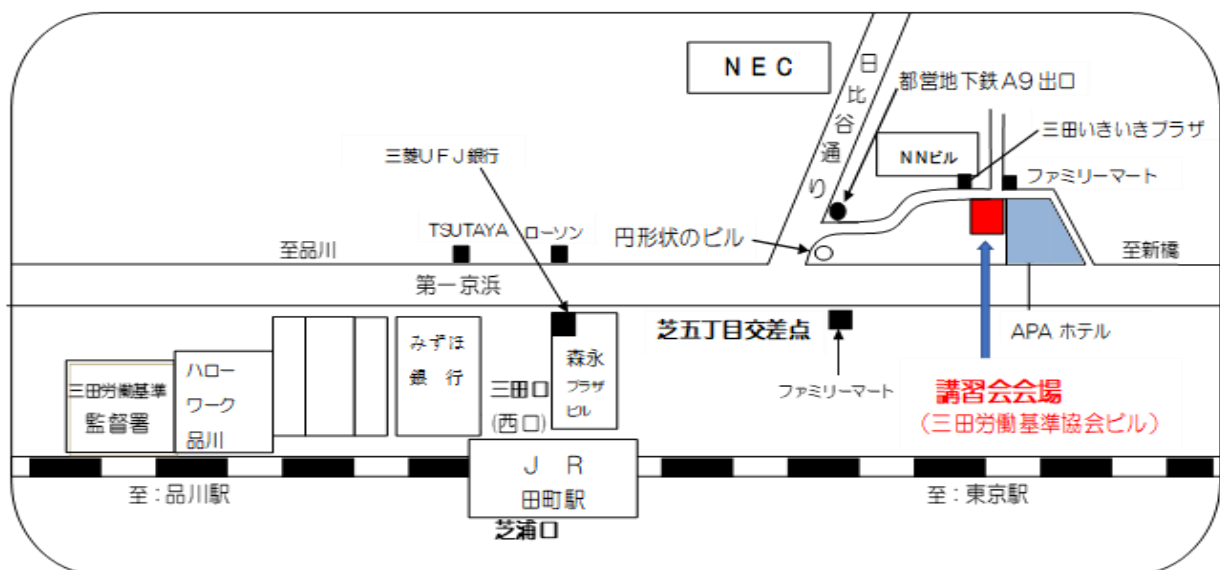 NEC
日比谷通り
都営地下鉄A9出口
三田いきいきプラザ
三菱UFJ銀行
NNビル
ファミリーマート
TSUTAYA
ローソン
円形状のビル
至品川
至新橋
第一京浜
芝五丁目交差点
APAホテル
みずほ
銀行
森永
プラザ
ビル
三田労働基準
監督署
ハロー
ワーク
品川
三田口
(西口)
ファミリーマート
講習会会場
(三田労働基準協会ビル)
JR
田町駅
至:品川駅
至:東京駅
芝浦口